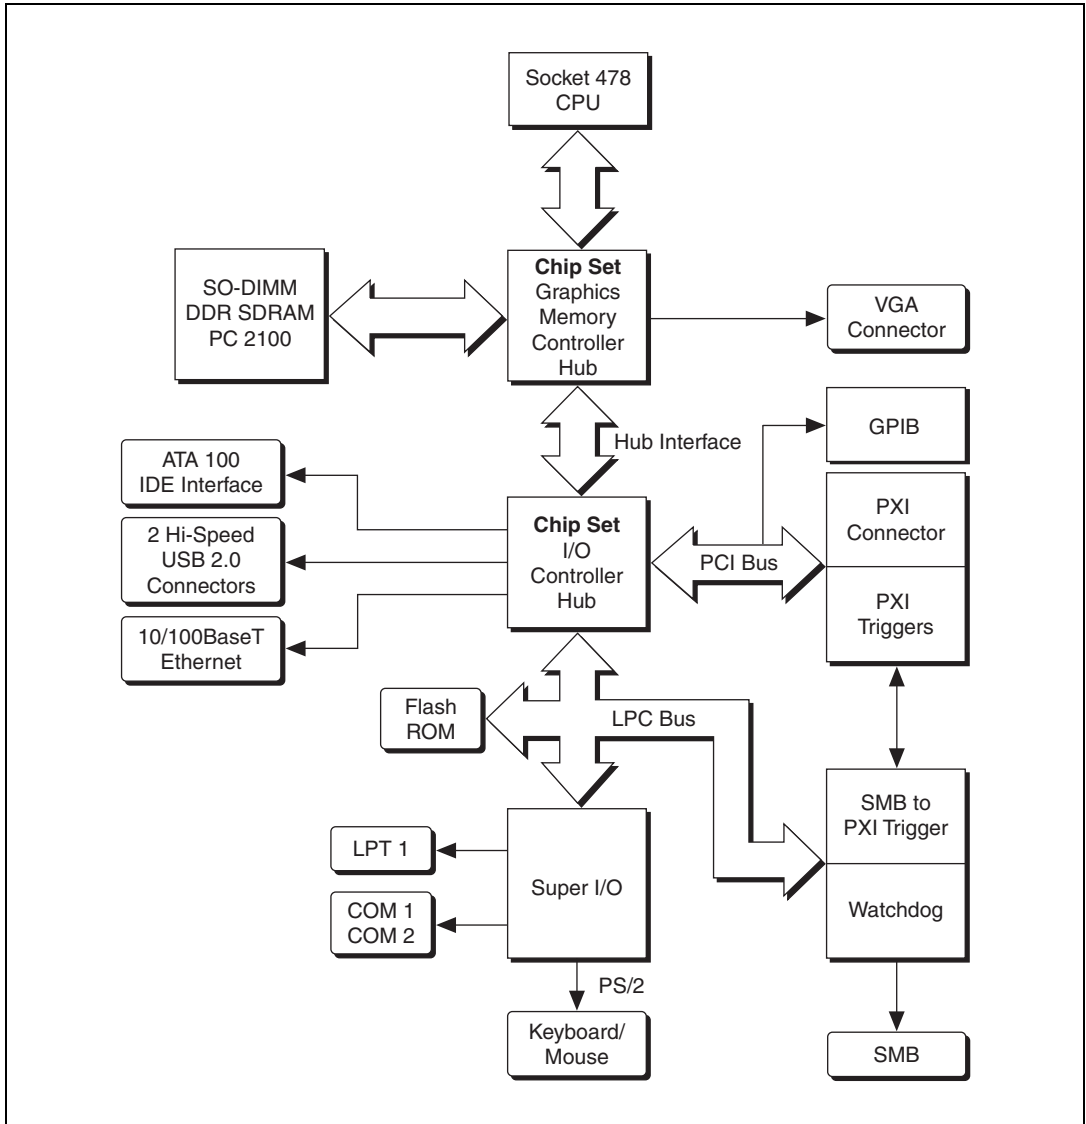 Socket 478
CPU
SO-DIMM
DDR SDRAM
PC 2100
Chip Set
Graphics
Memory
Controller
Hub
VGA
Connector
Hub Interface
GPIB
ATA 100
IDE Interface
2 Hi-Speed
USB 2.0
Connectors
10/100BaseT
Ethernet
Chip Set
I/O
Controller
Hub
PCI Bus
PXI
Connector
PXI
Triggers
Flash
ROM
LPC Bus
LPT 1
COM 1
COM 2
Super I/O
SMB to
PXI Trigger
Watchdog
PS/2
Keyboard/
Mouse
SMB